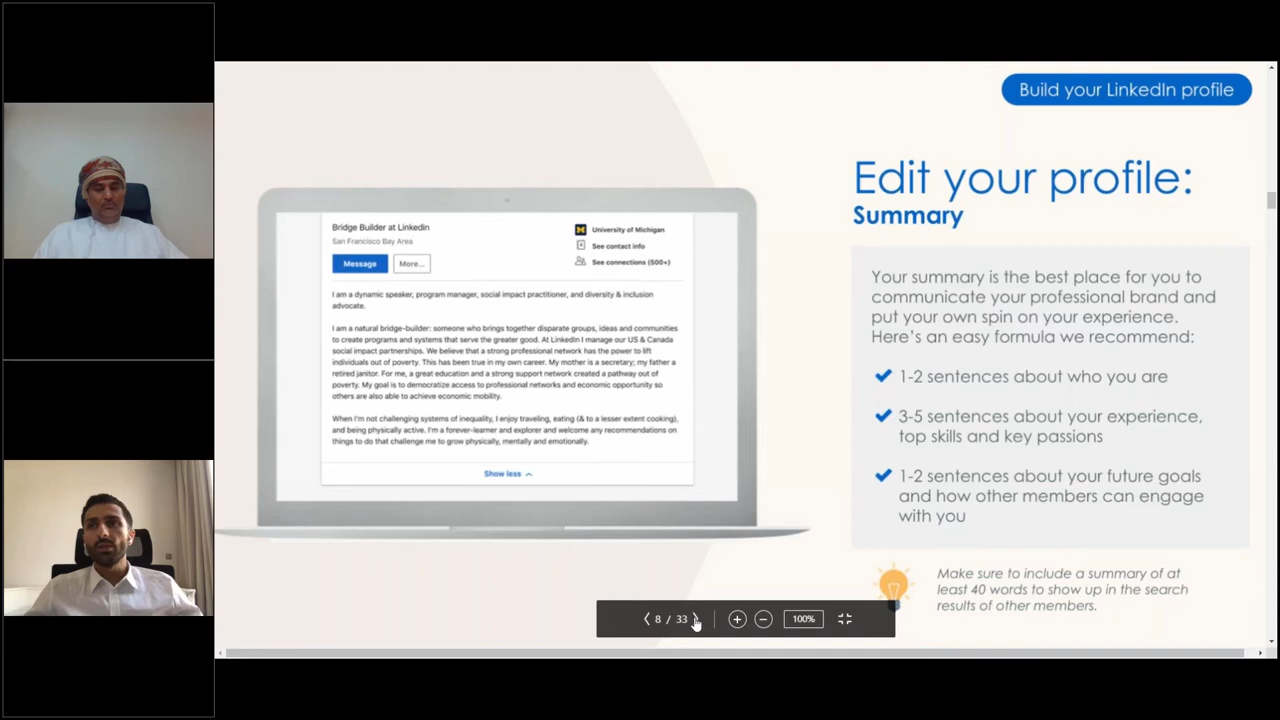 Build your LinkedIn profile
Edit your profile:
Summary
Your summary is the best place for you to
communicate your professional brand and
put your own spin on your experience.
Here's an easy formula we recommend:
1-2 sentences about who you are
3-5 sentences about your experience,
top skills and key passions
1-2 sentences about your future goals
and how other members can engage
with you
Make sure to include a summary of at
least 40 words to show up in the search
results of other members.
Bridge Builder at Linkedin
San Francisco Bay Area
Message More...
University of Michigan
See contact info
See connections (500+)
I am a dynamic speaker, program manager, social impact practitioner, and diversity & inclusion
advocate.
I am a natural bridge-builder: someone who brings together disparate groups, ideas and communities
to create programs and systems that serve the greater good. At LinkedIn I manage our US & Canada
social impact partnerships. We believe that a strong professional network has the power to lift
individuals out of poverty. This has been true in my own career. My mother is a secretary; my father a
retired janitor. For me, a great education and a strong support network created a pathway out of
poverty. My goal is to democratize access to professional networks and economic opportunity so
others are also able to achieve economic mobility.
When I'm not challenging systems of inequality, I enjoy traveling, eating (& to a lesser extent cooking),
and being physically active. I'm a forever-learner and explorer and welcome any recommendations on
things to do that challenge me to grow physically, mentally and emotionally.
Show less
8 / 33
100%